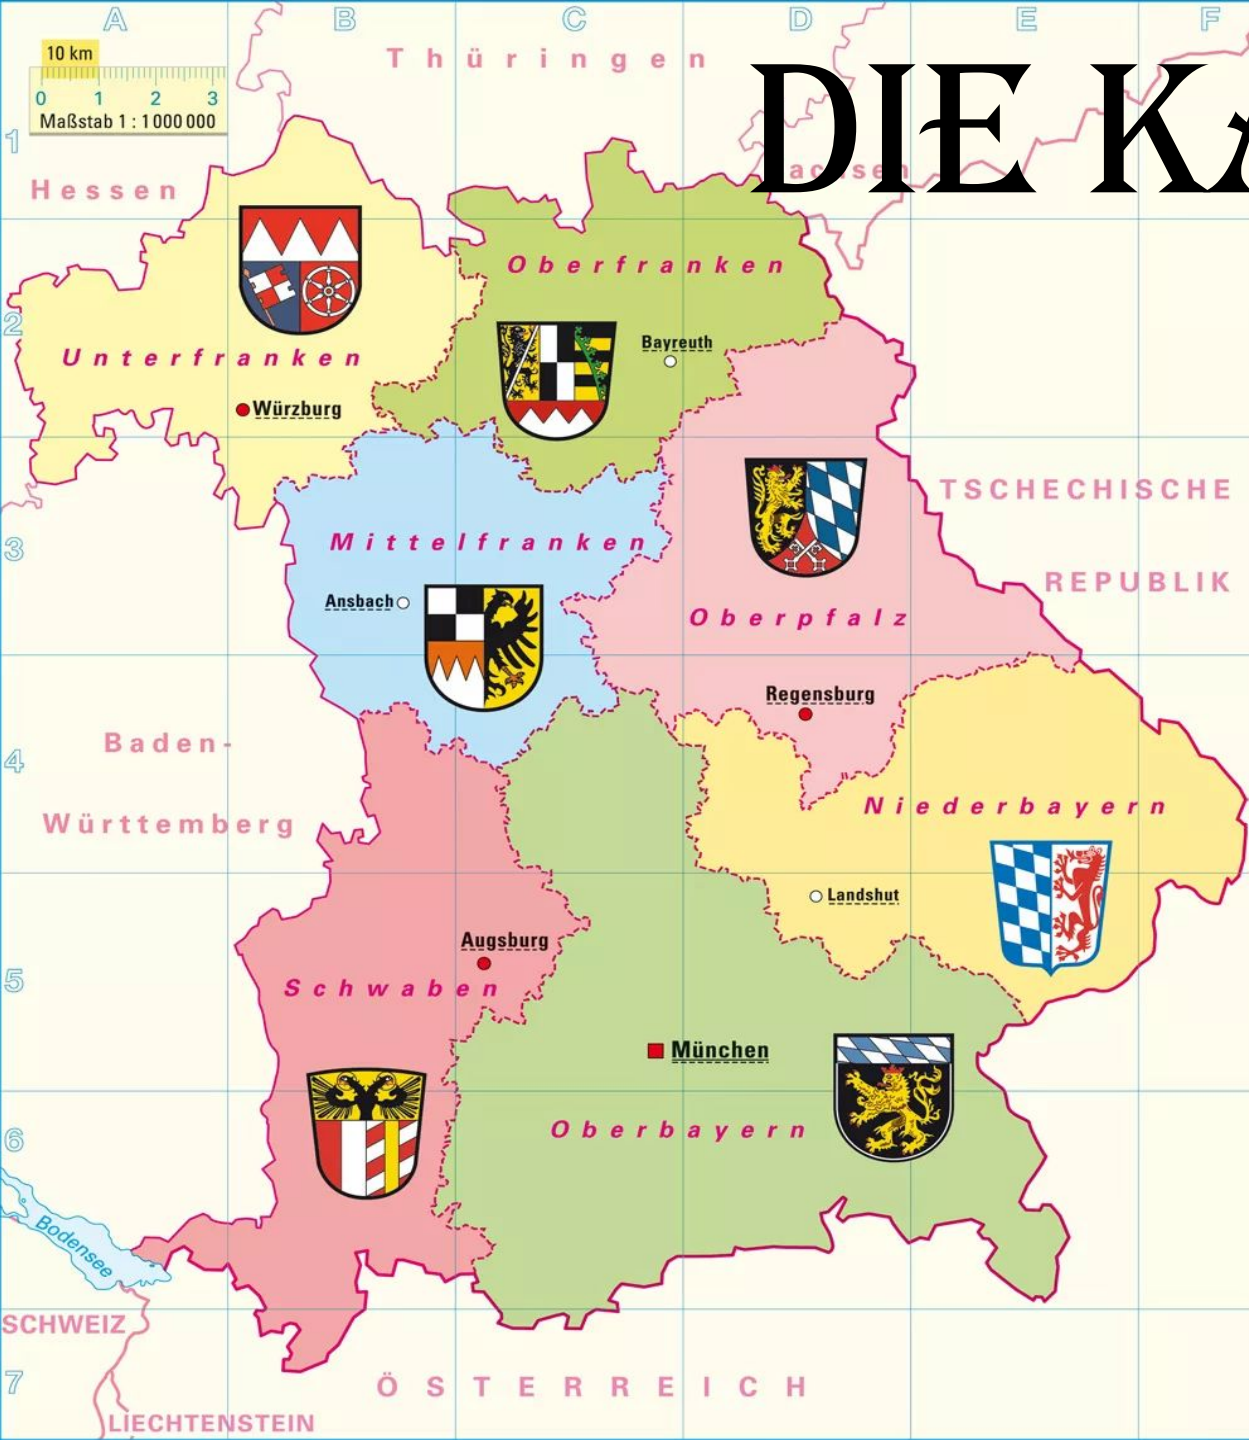 A B C D E F
10 km
0 1 2 3
Maßstab 1 : 1 000 000
Thüringen
DIE KA
1
Hessen
achsen
Oberfranken
2
Bayreuth
Unterfranken
Würzburg
TSCHECHISCHE
3
Mittelfranken
REPUBLIK
Ansbach
Oberpfalz
Regensburg
Baden-
4
Niederbayern
Württemberg
Landshut
Augsburg
5
Schwaben
München
6
Oberbayern
Bodensee
SCHWEIZ
7
ÖSTERREICH
LIECHTENSTEIN